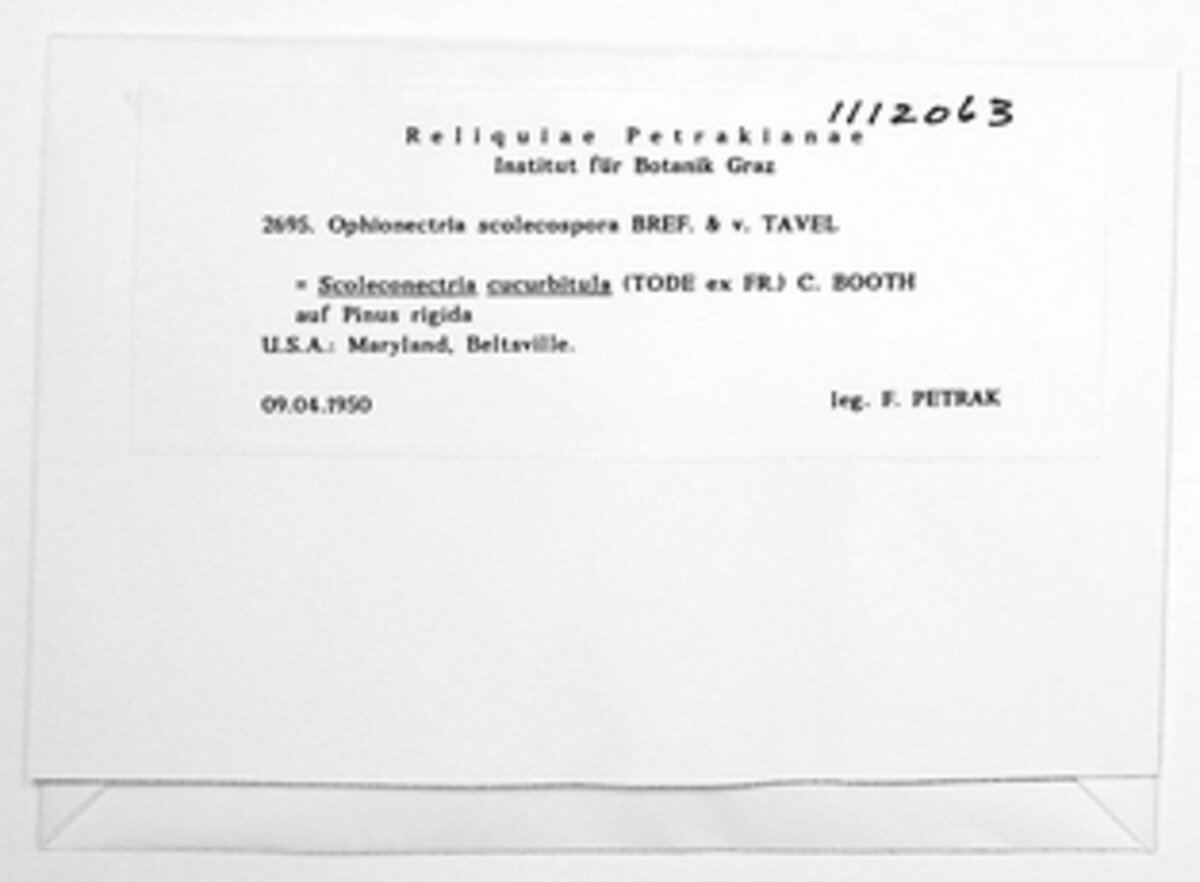 1112063
Reliquiae Petrakianae
Institut für Botanik Graz
2695. Ophionectria scolecospora BREF. & v. TAVEL
= Scoleconectria cucurbitula (TODE ex FR.) C. BOOTH
auf Pinus rigida
U.S.A.: Maryland, Beltsville.
09.04.1950 leg. F. PETRAK